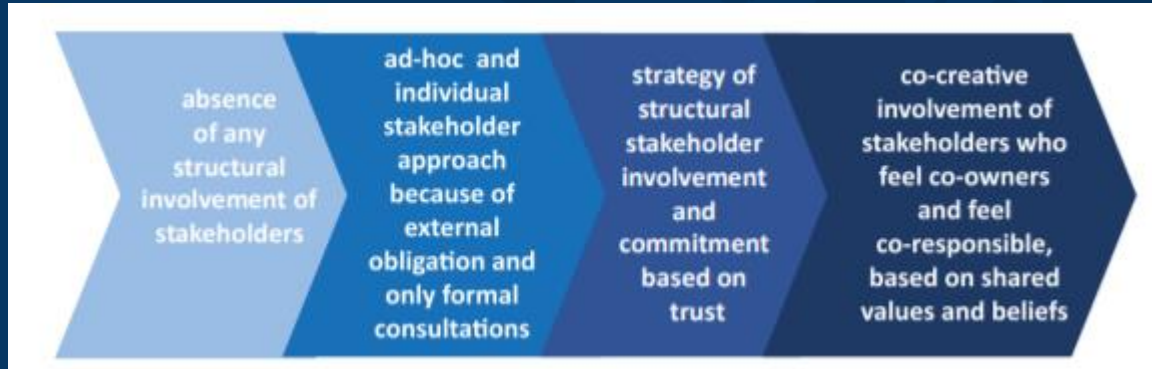 absence
of any
structural
involvement of
stakeholders
ad-hoc and
individual
stakeholder
approach
because of
external
obligation and
only formal
consultations
strategy of
structural
stakeholder
involvement
and
commitment
based on
trust
co-creative
involvement of
stakeholders who
feel co-owners
and feel
co-responsible,
based on shared
values and beliefs